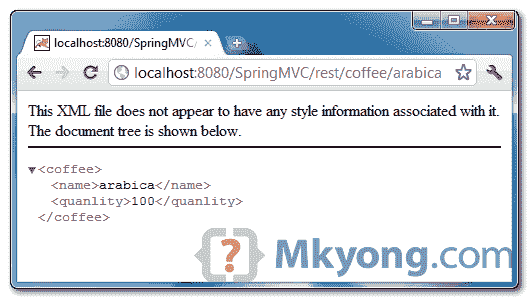 localhost:8080/SpringMVC/
localhost:8080/SpringMVC/rest/coffee/arabica
This XML file does not appear to have any style information associated with it.
The document tree is shown below.
▼<coffee>
<name>arabica</name>
<quanlity>100</quanlity>
</coffee>
{?} Mkyong.com